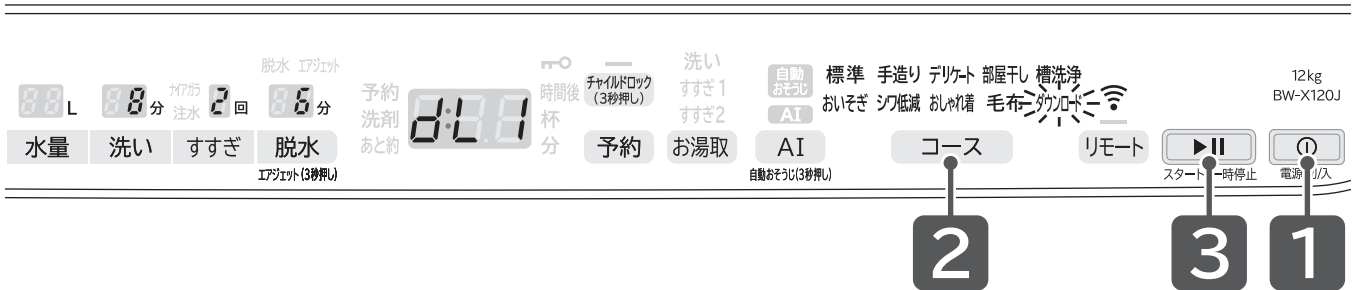 脱水 エアジェット
予約
洗剤
あと約
dL1
時間後
杯
分
チャイルドロック
(3秒押し)
洗い
すすぎ1
すすぎ2
自動
おそうじ
AI
標準 手造り デリケート 部屋干し 槽洗浄
おいそぎ シワ低減 おしゃれ着 毛布 ダウンロード
12kg
BW-X120J
88 L
8 分
ナイアガラ
注水
2 回
6 分
水量
洗い
すすぎ
脱水
エアジェット(3秒押し)
予約
お湯取
AI
自動おそうじ(3秒押し)
コース
リモート
スタート 一時停止
電源 切/入
2
3
1